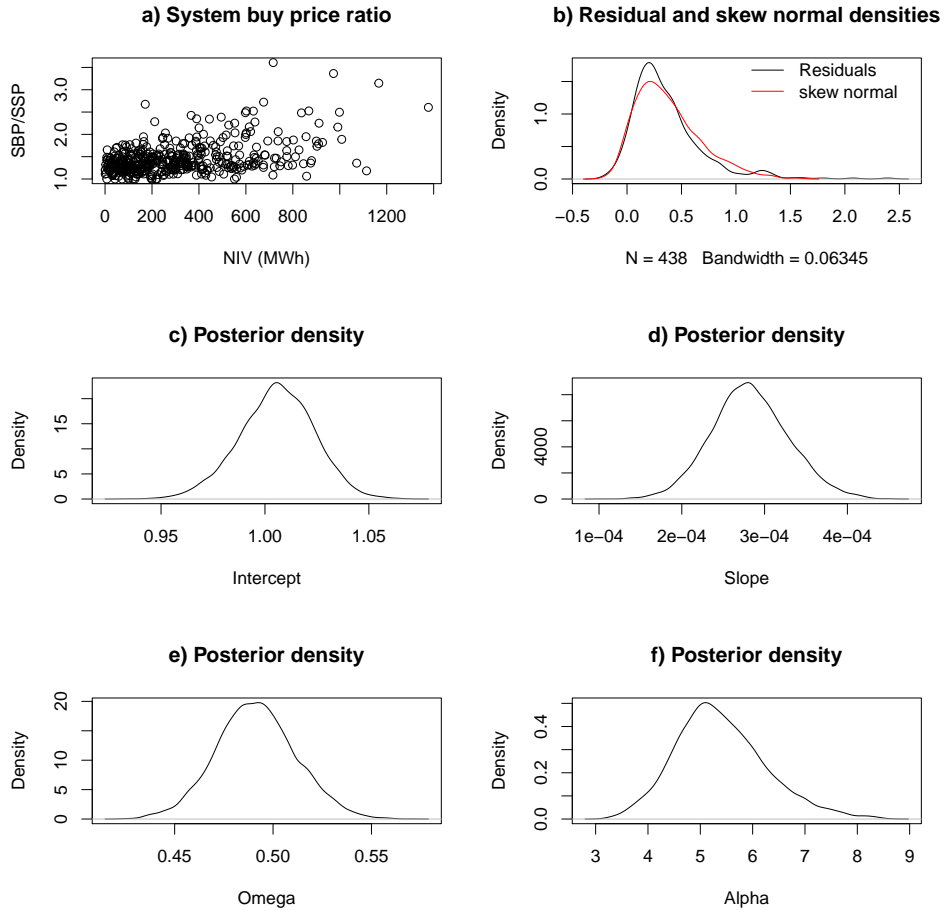 a) System buy price ratio
SBP/SSP
1.0 2.0 3.0
0 200 400 600 800 1200
NIV (MWh)
b) Residual and skew normal densities
Residuals
skew normal
Density
0.0 1.0
−0.5 0.0 0.5 1.0 1.5 2.0 2.5
N = 438 Bandwidth = 0.06345
c) Posterior density
Density
0 5 15
0.95 1.00 1.05
Intercept
d) Posterior density
Density
0 4000
1e−04 2e−04 3e−04 4e−04
Slope
e) Posterior density
Density
0 5 10 20
0.45 0.50 0.55
Omega
f) Posterior density
Density
0.0 0.2 0.4
3 4 5 6 7 8 9
Alpha